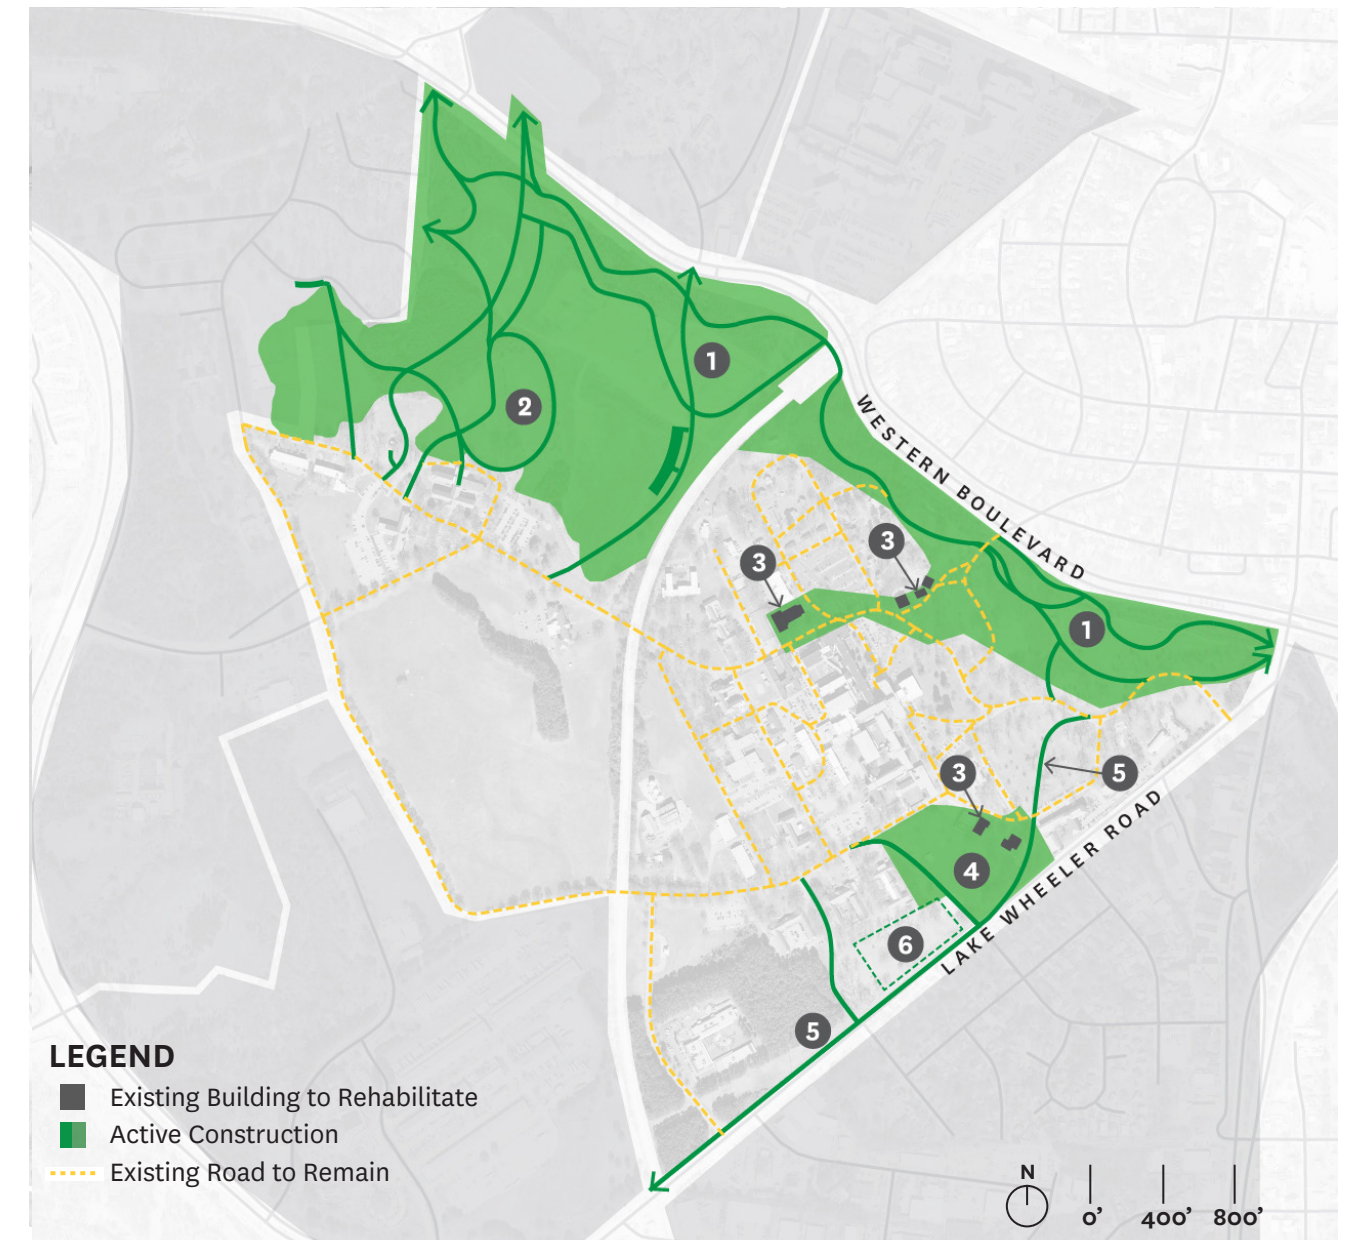 1
2
WESTERN BOULEVARD
3
3
1
3
5
4
6
LAKE WHEELER ROAD
5
LEGEND
Existing Building to Rehabilitate
Active Construction
Existing Road to Remain
N
0’ 400’ 800’